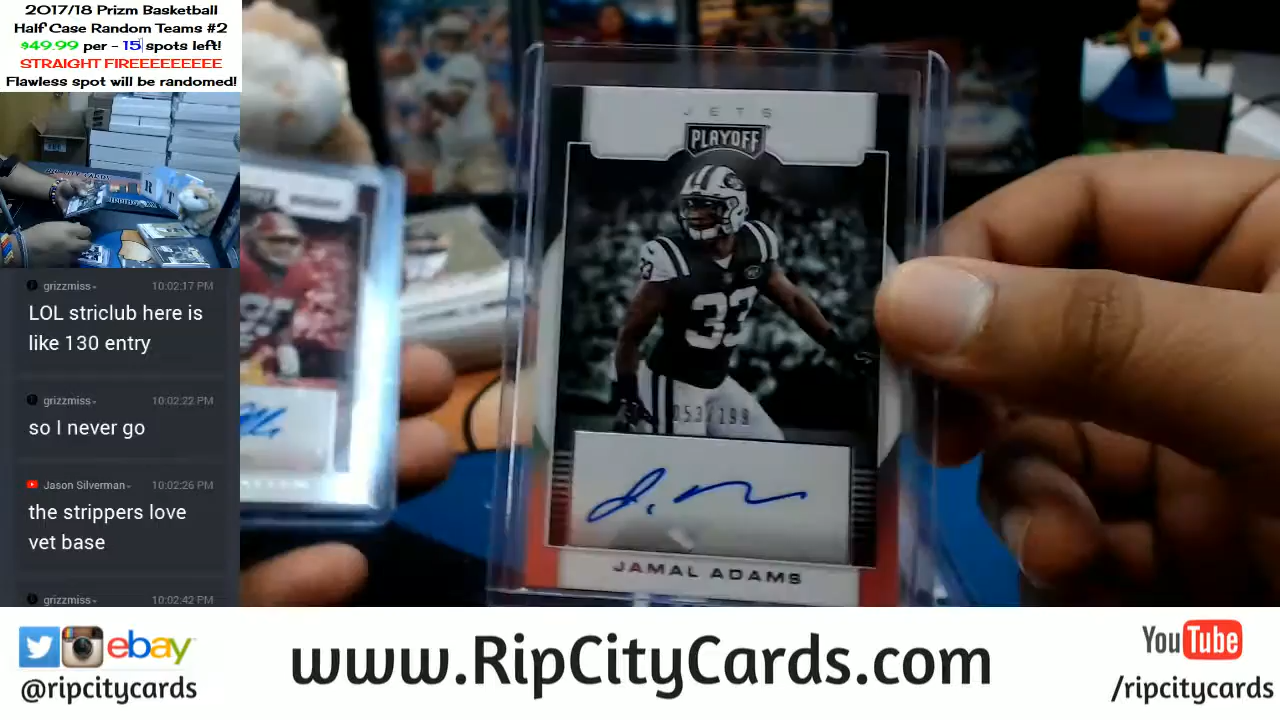 2017/18 Prizm Basketball
Half Case Random Teams #2
$49.99 per - 15 spots left!
STRAIGHT FIREEEEEEEEE
Flawless spot will be randomed!
grizzmiss 10:02:17 PM
LOL striclub here is
like 130 entry
grizzmiss 10:02:22 PM
so I never go
Jason Silverman 10:02:26 PM
the strippers love
vet base
grizzmiss 10:02:42 PM
JETS
PLAYOFF
33
33
053/199
JAMAL ADAMS
ebay
@ripcitycards
www.RipCityCards.com
YouTube
/ripcitycards